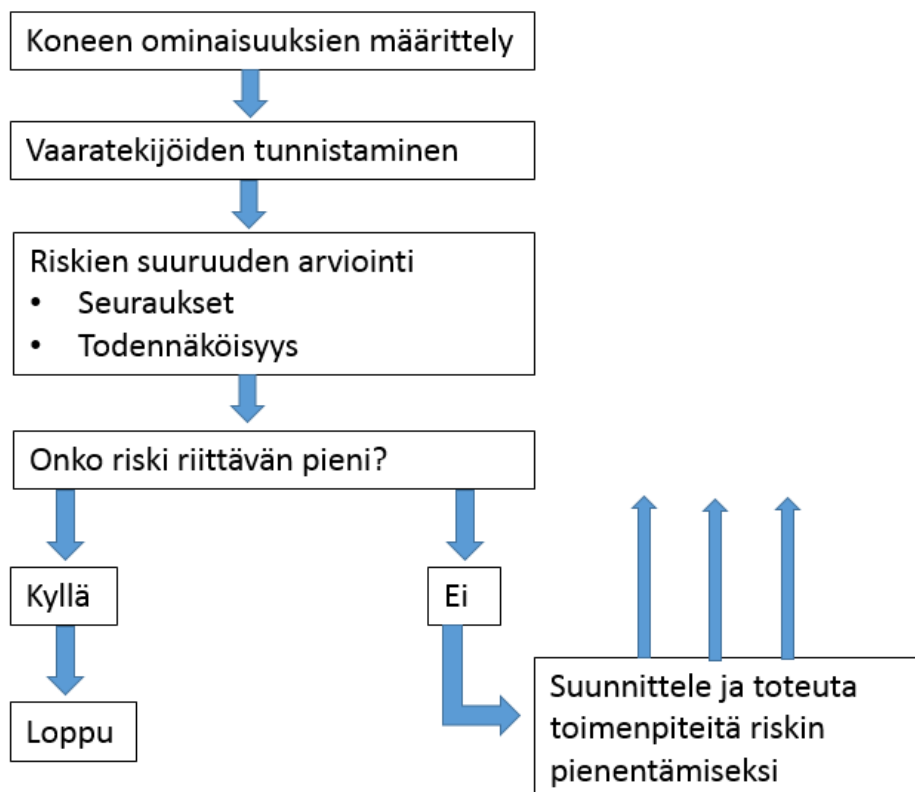 Koneen ominaisuuksien määrittely
Vaaratekijöiden tunnistaminen
Riskien suuruuden arviointi
• Seuraukset
• Todennäköisyys
Onko riski riittävän pieni?
Kyllä
Ei
Loppu
Suunnittele ja toteuta
toimenpiteitä riskin
pienentämiseksi